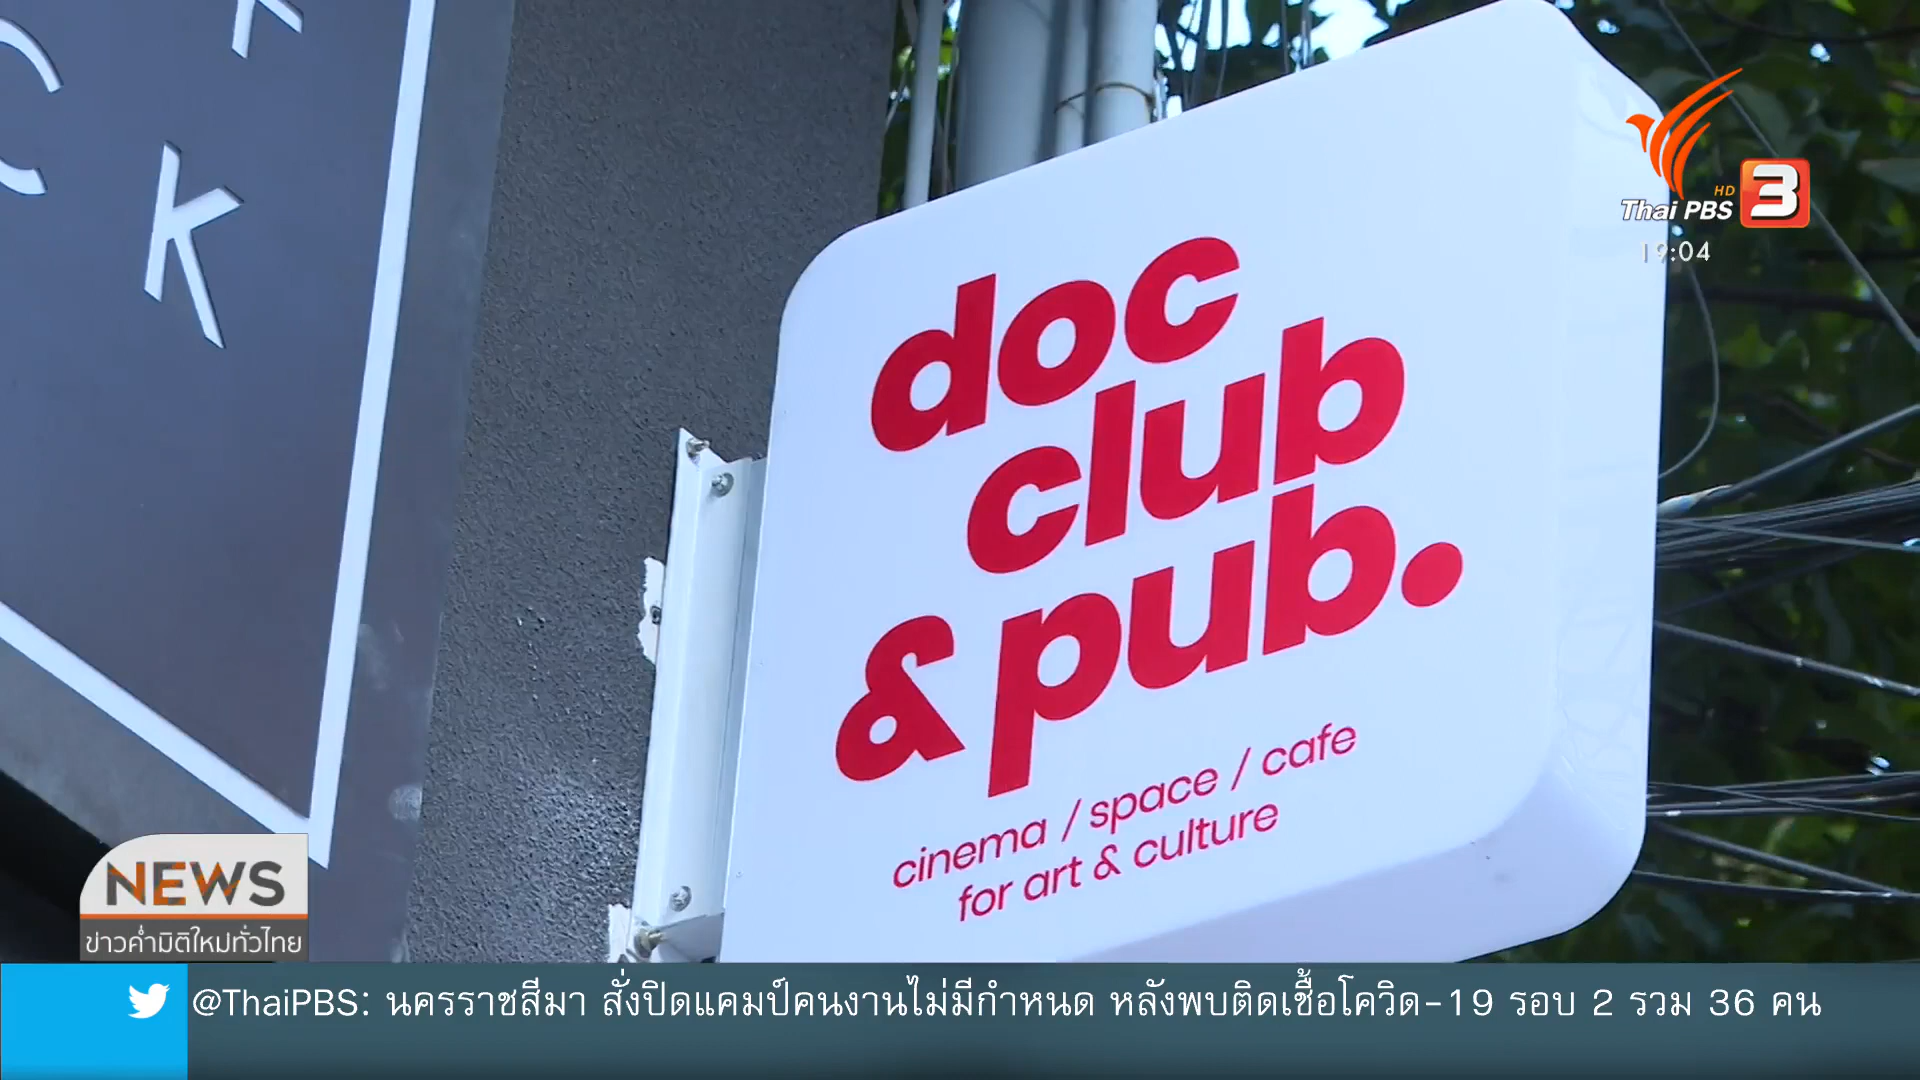 C K
doc
club
& pub.
cinema / space / cafe
for art & culture
Thai PBS HD 3
19:04
NEWS
ข่าวค่ำมิติใหม่ทั่วไทย
@ThaiPBS: นครราชสีมา สั่งปิดแคมป์คนงานไม่มีกำหนด หลังพบติดเชื้อโควิด-19 รอบ 2 รวม 36 คน